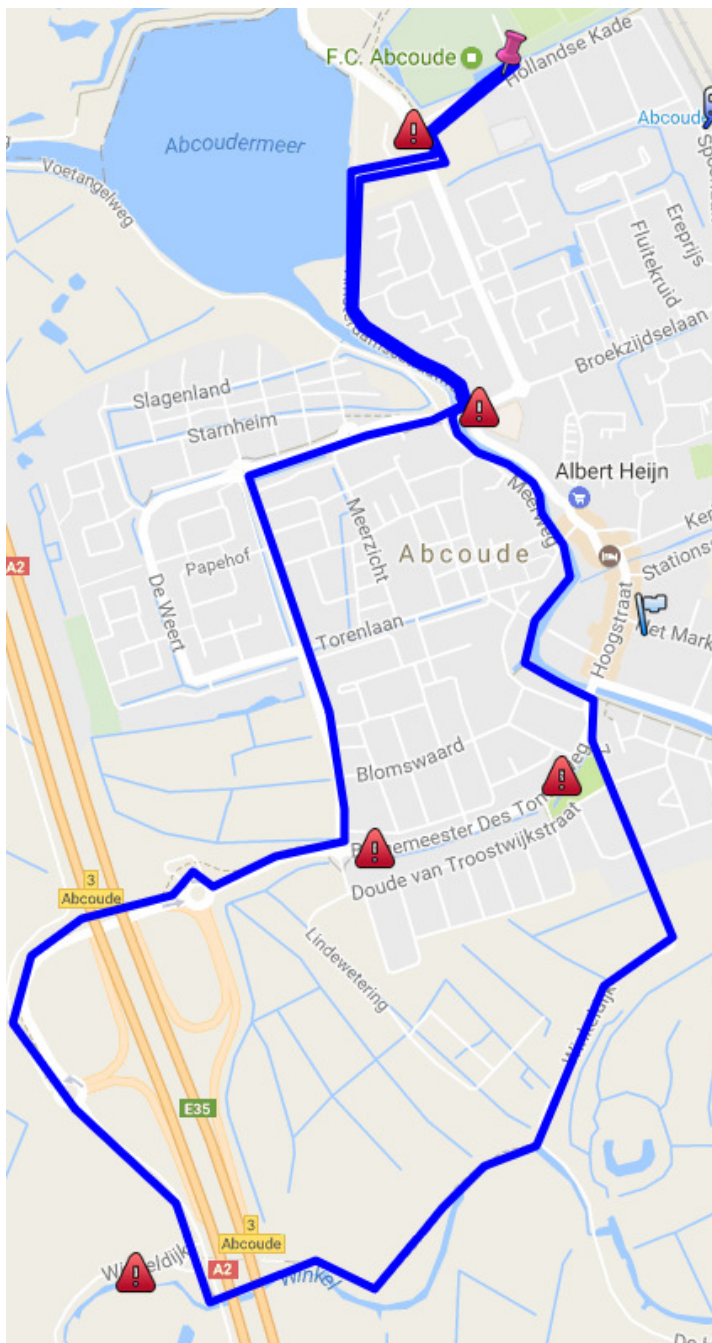 F.C. Abcoude
Hollandse Kade
Abcoudermeer
Abcoude
Voetangelweg
Ereprijs
Fluitekruid
Broekzijdselaan
Slagenland
Starnheim
Albert Heijn
Meerweg
Meerzicht
Abcoude
Papehof
De Weert
A2
Torenlaan
Hoogstraat
Blomswaard
Doude van Troostwijkstraat
3
Abcoude
Lindewetering
Winkeldijk
E35
3
Abcoude
A2
Winkel